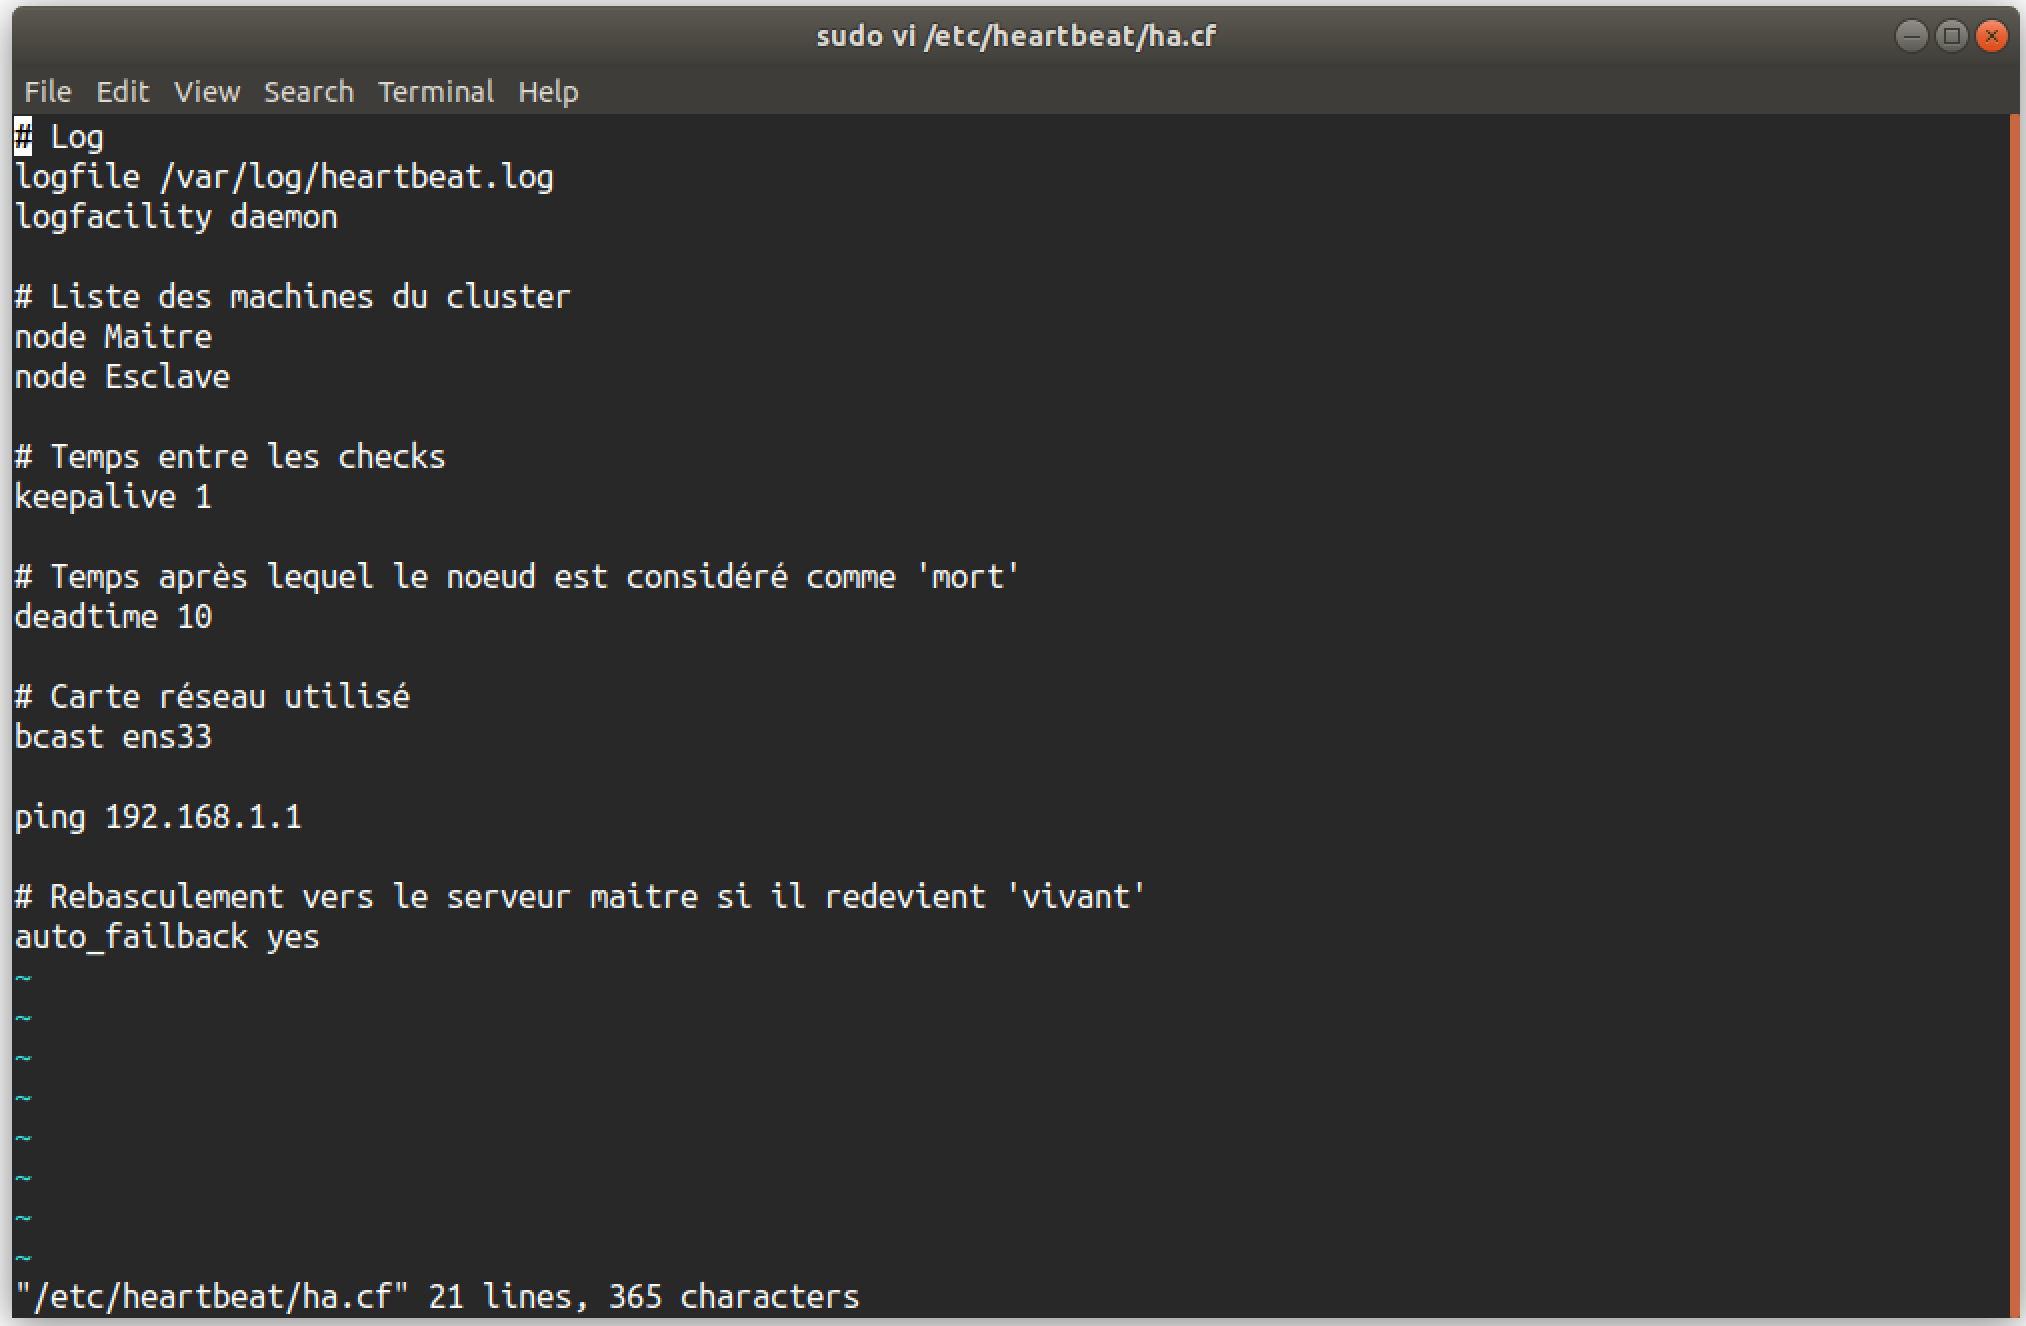 sudo vi /etc/heartbeat/ha.cf
File Edit View Search Terminal Help
# Log
logfile /var/log/heartbeat.log
logfacility daemon
# Liste des machines du cluster
node Maitre
node Esclave
# Temps entre les checks
keepalive 1
# Temps après lequel le noeud est considéré comme 'mort'
deadtime 10
# Carte réseau utilisé
bcast ens33
ping 192.168.1.1
# Rebasculement vers le serveur maitre si il redevient 'vivant'
auto_failback yes
~
~
~
~
~
~
~
~
"/etc/heartbeat/ha.cf" 21 lines, 365 characters